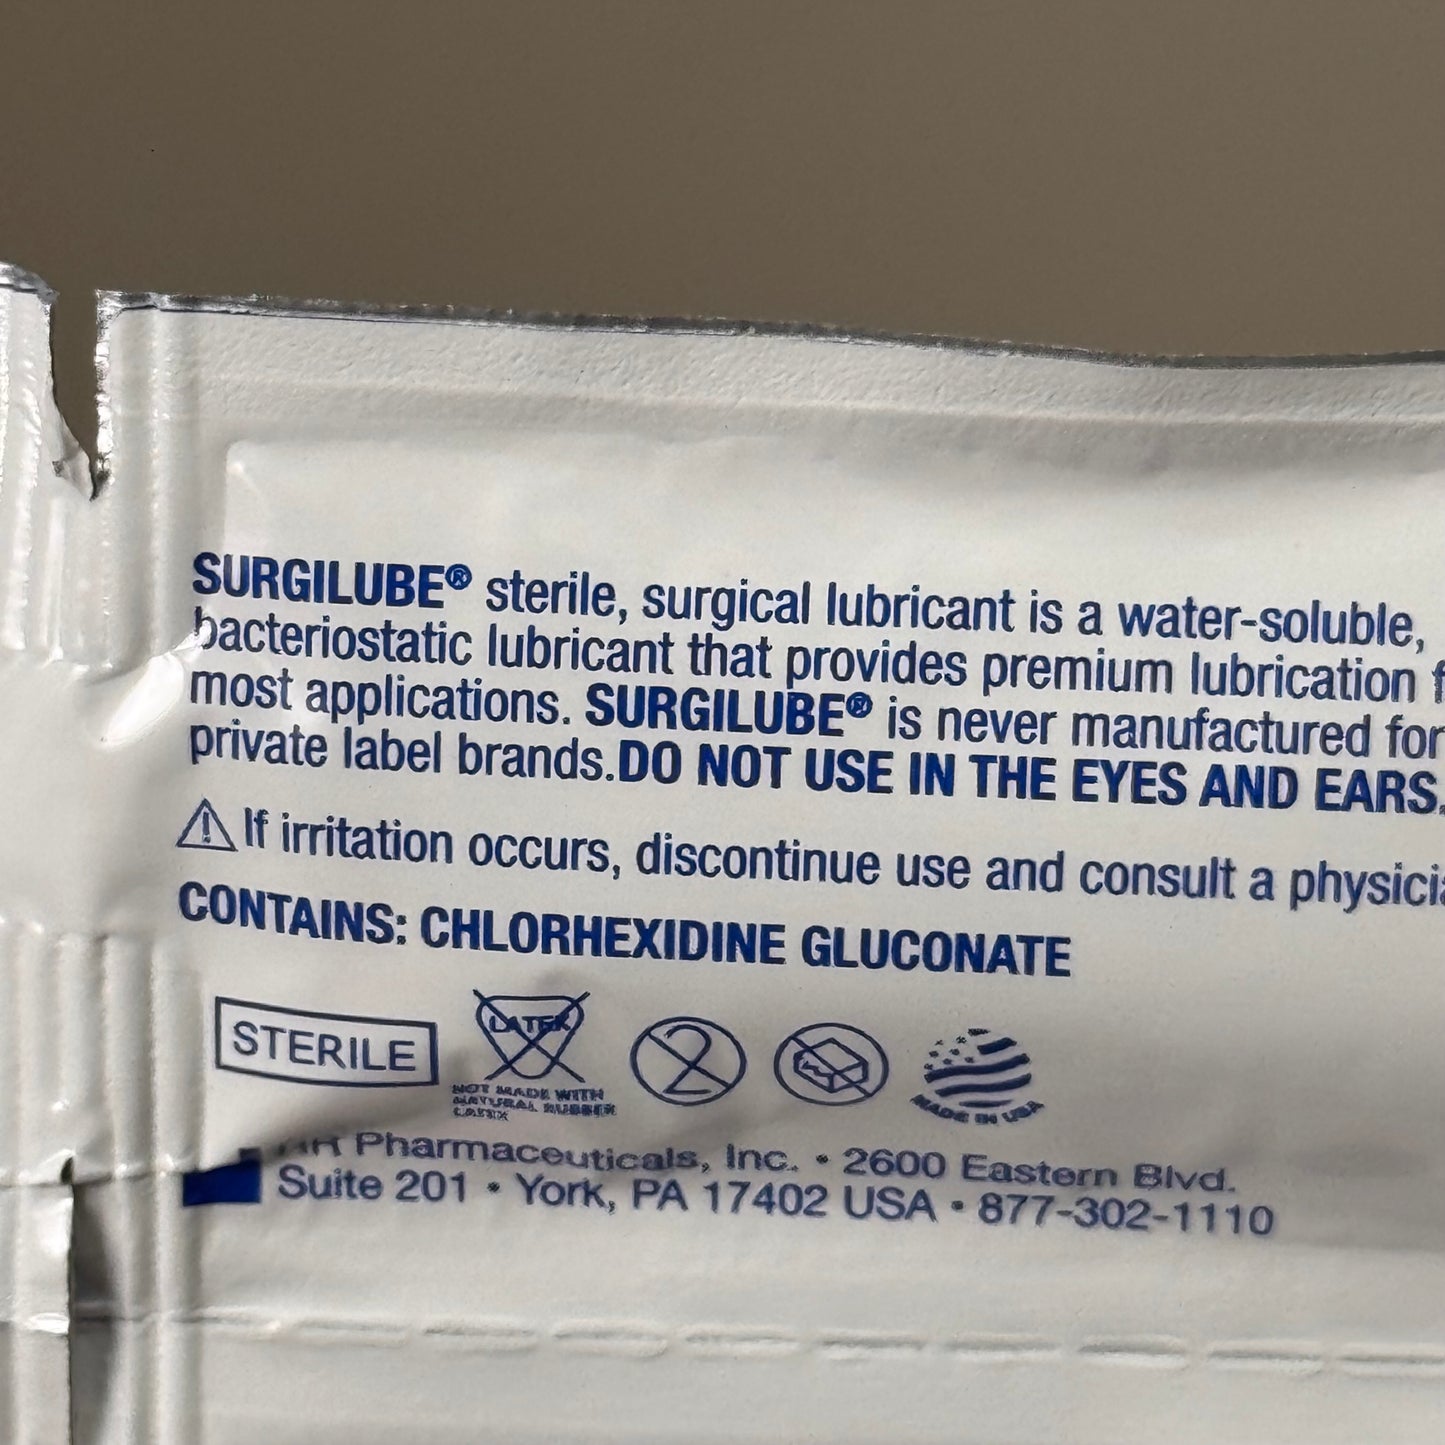 SURGILUBE® sterile, surgical lubricant is a water-soluble,
bacteriostatic lubricant that provides premium lubrication
most applications. SURGILUBE® is never manufactured for
private label brands.DO NOT USE IN THE EYES AND EARS.
⚠If irritation occurs, discontinue use and consult a
CONTAINS: CHLORHEXIDINE GLUCONATE
STERILE
LATEX
NOT MADE WITH
NATURAL RUBBER
LATEX
2
MADE IN USA
HR Pharmaceuticals, Inc. • 2600 Eastern Blvd.
Suite 201 • York, PA 17402 USA • 877-302-1110